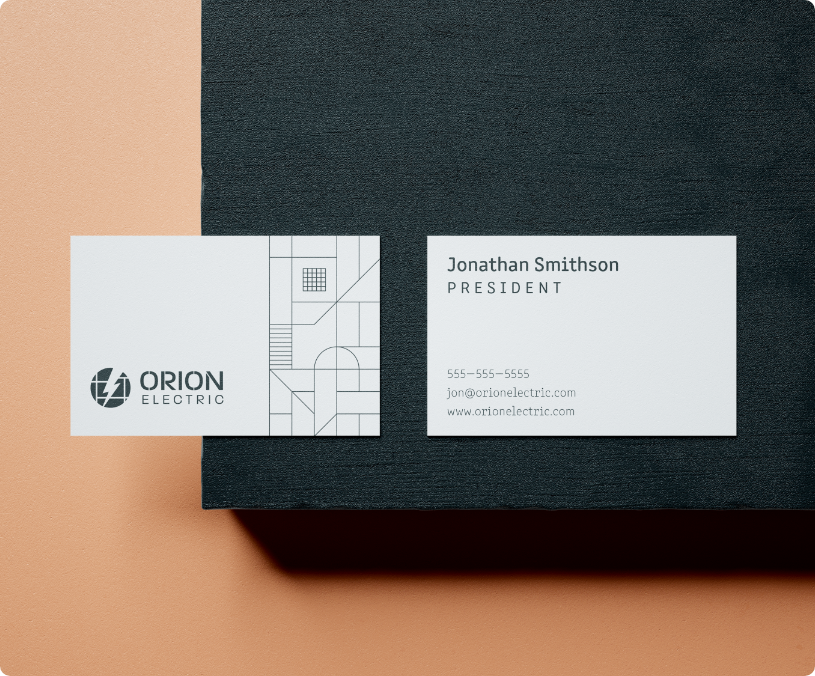 ORION
ELECTRIC
Jonathan Smithson
PRESIDENT
555-555-5555
jon@orionelectric.com
www.orionelectric.com